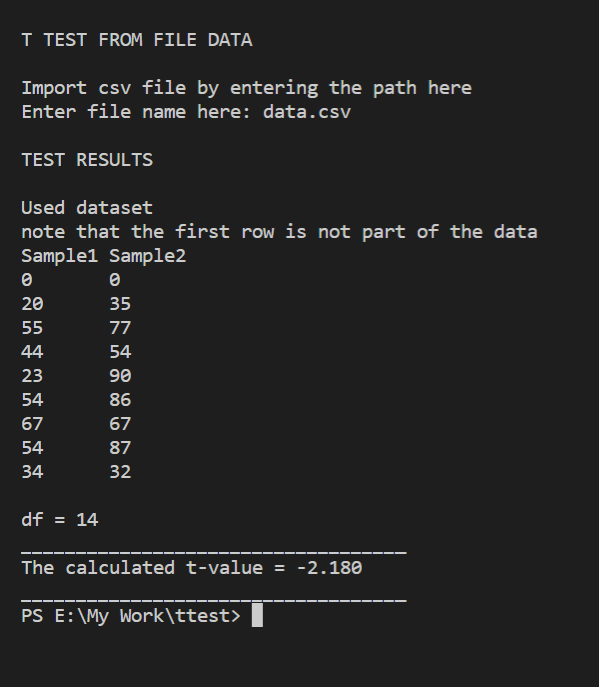 T TEST FROM FILE DATA
Import csv file by entering the path here
Enter file name here: data.csv
TEST RESULTS
Used dataset
note that the first row is not part of the data
Sample1 Sample2
0 0
20 35
55 77
44 54
23 90
54 86
67 67
54 87
34 32
df = 14
___________________________________
The calculated t-value = -2.180
___________________________________
PS E:\My Work\ttest>